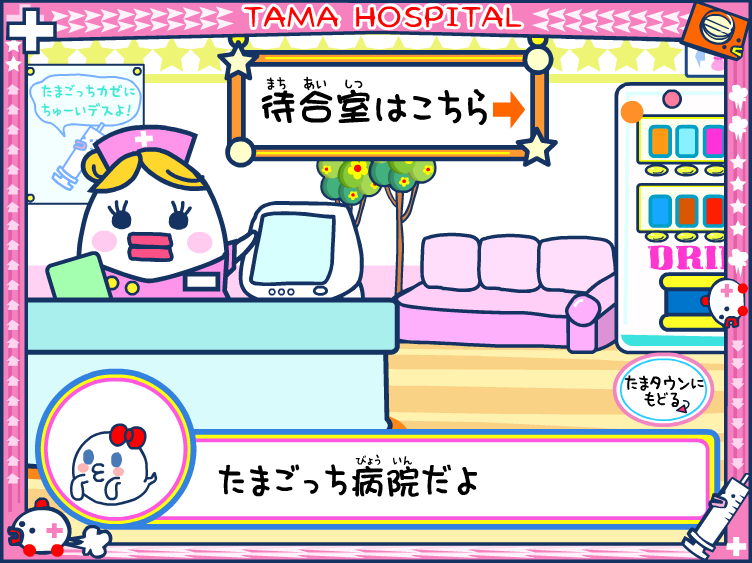 TAMA HOSPITAL
たまごっちカゼに
ちゅーいデスよ!
まち あい しつ
待合室はこちら
DRI
たまタウンに
もどる
びょう いん
たまごっち病院だよ